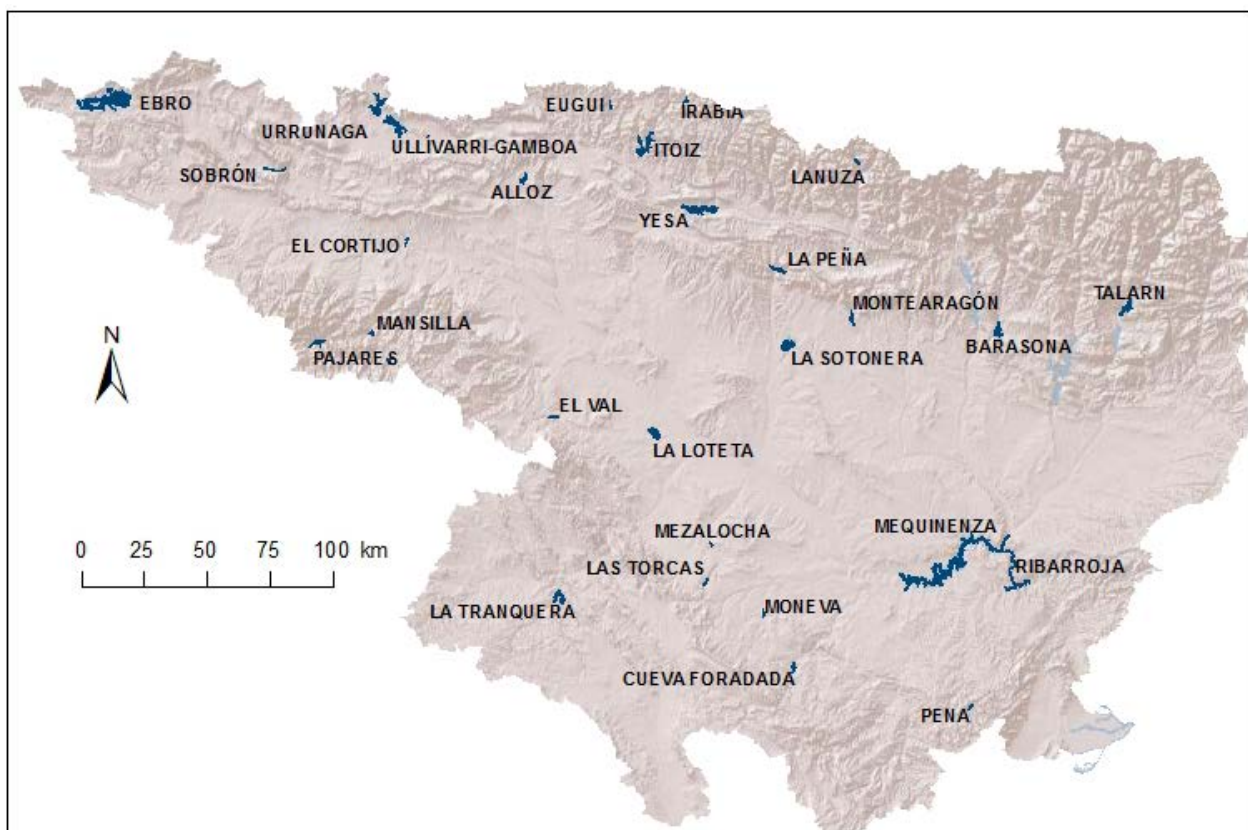 EBRO
EUGUI
IRABIA
URRÚNAGA
ULLÍVARRI-GAMBOA
ITOIZ
SOBRÓN
LANUZA
ALLOZ
YESA
EL CORTIJO
LA PEÑA
TALARN
MONTEARAGÓN
MANSILLA
N
BARASONA
PAJARES
LA SOTONERA
EL VAL
LA LOTETA
MEZALOCHA
MEQUINENZA
0 25 50 75 100 km
LAS TORCAS
RIBARROJA
LA TRANQUERA
MONEVA
CUEVA FORADADA
PENA